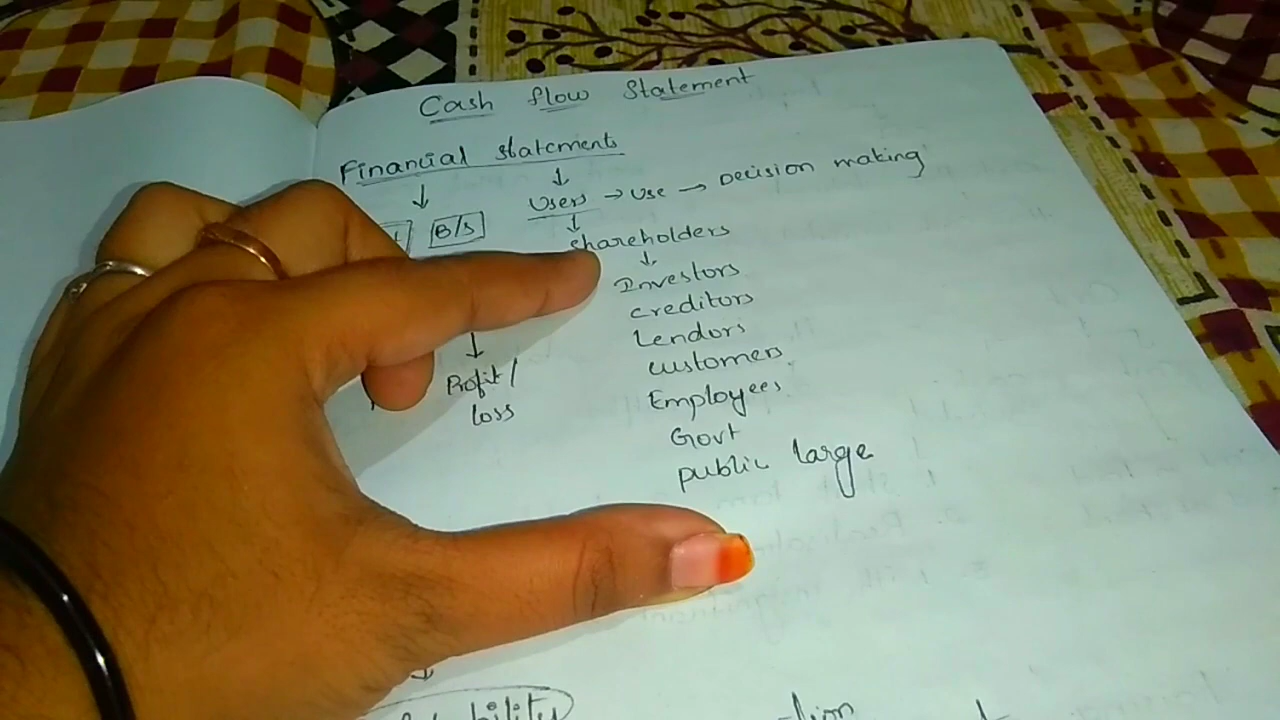 Cash flow Statement
Financial statements
Users → Use → Decision making
B/S
shareholders
Investors
creditors
Lendors
customers
Employees
Govt
public large
Profit /
loss